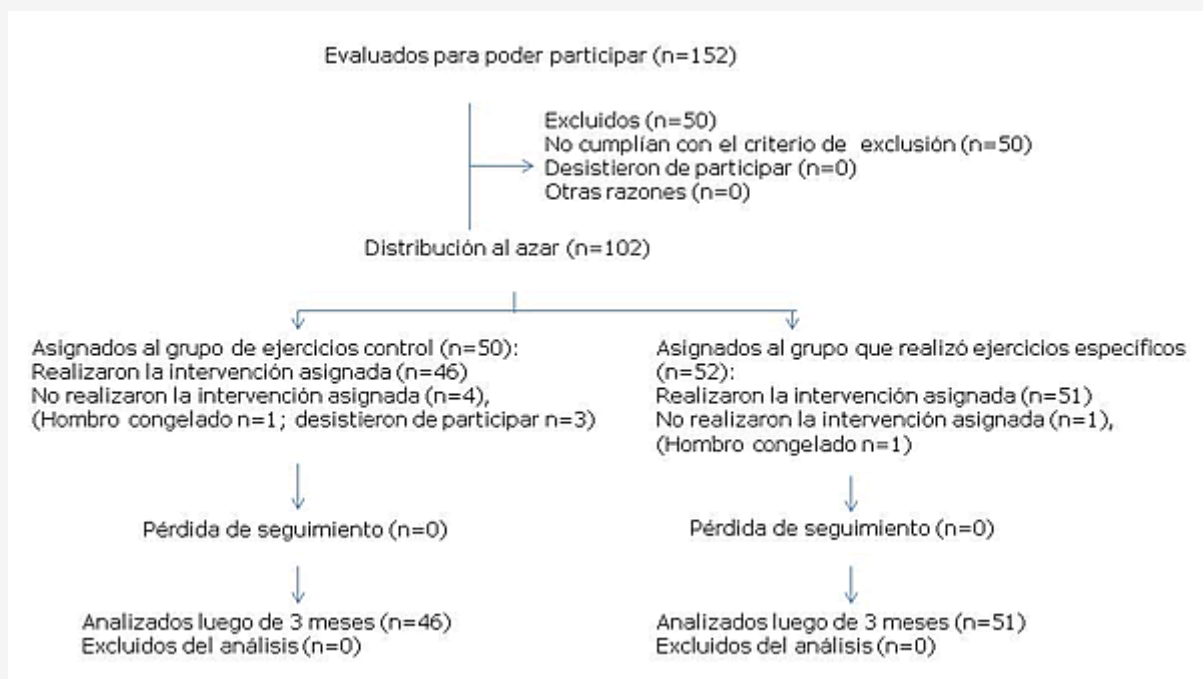 Evaluados para poder participar (n=152)
Excluidos (n=50)
No cumplían con el criterio de exclusión (n=50)
Desistieron de participar (n=0)
Otras razones (n=0)
Distribución al azar (n=102)
Asignados al grupo de ejercicios control (n=50):
Realizaron la intervención asignada (n=46)
No realizaron la intervención asignada (n=4),
(Hombro congelado n=1; desistieron de participar n=3)
Asignados al grupo que realizó ejercicios específicos
(n=52):
Realizaron la intervención asignada (n=51)
No realizaron la intervención asignada (n=1),
(Hombro congelado n=1)
Pérdida de seguimiento (n=0)
Pérdida de seguimiento (n=0)
Analizados luego de 3 meses (n=46)
Excluidos del análisis (n=0)
Analizados luego de 3 meses (n=51)
Excluidos del análisis (n=0)